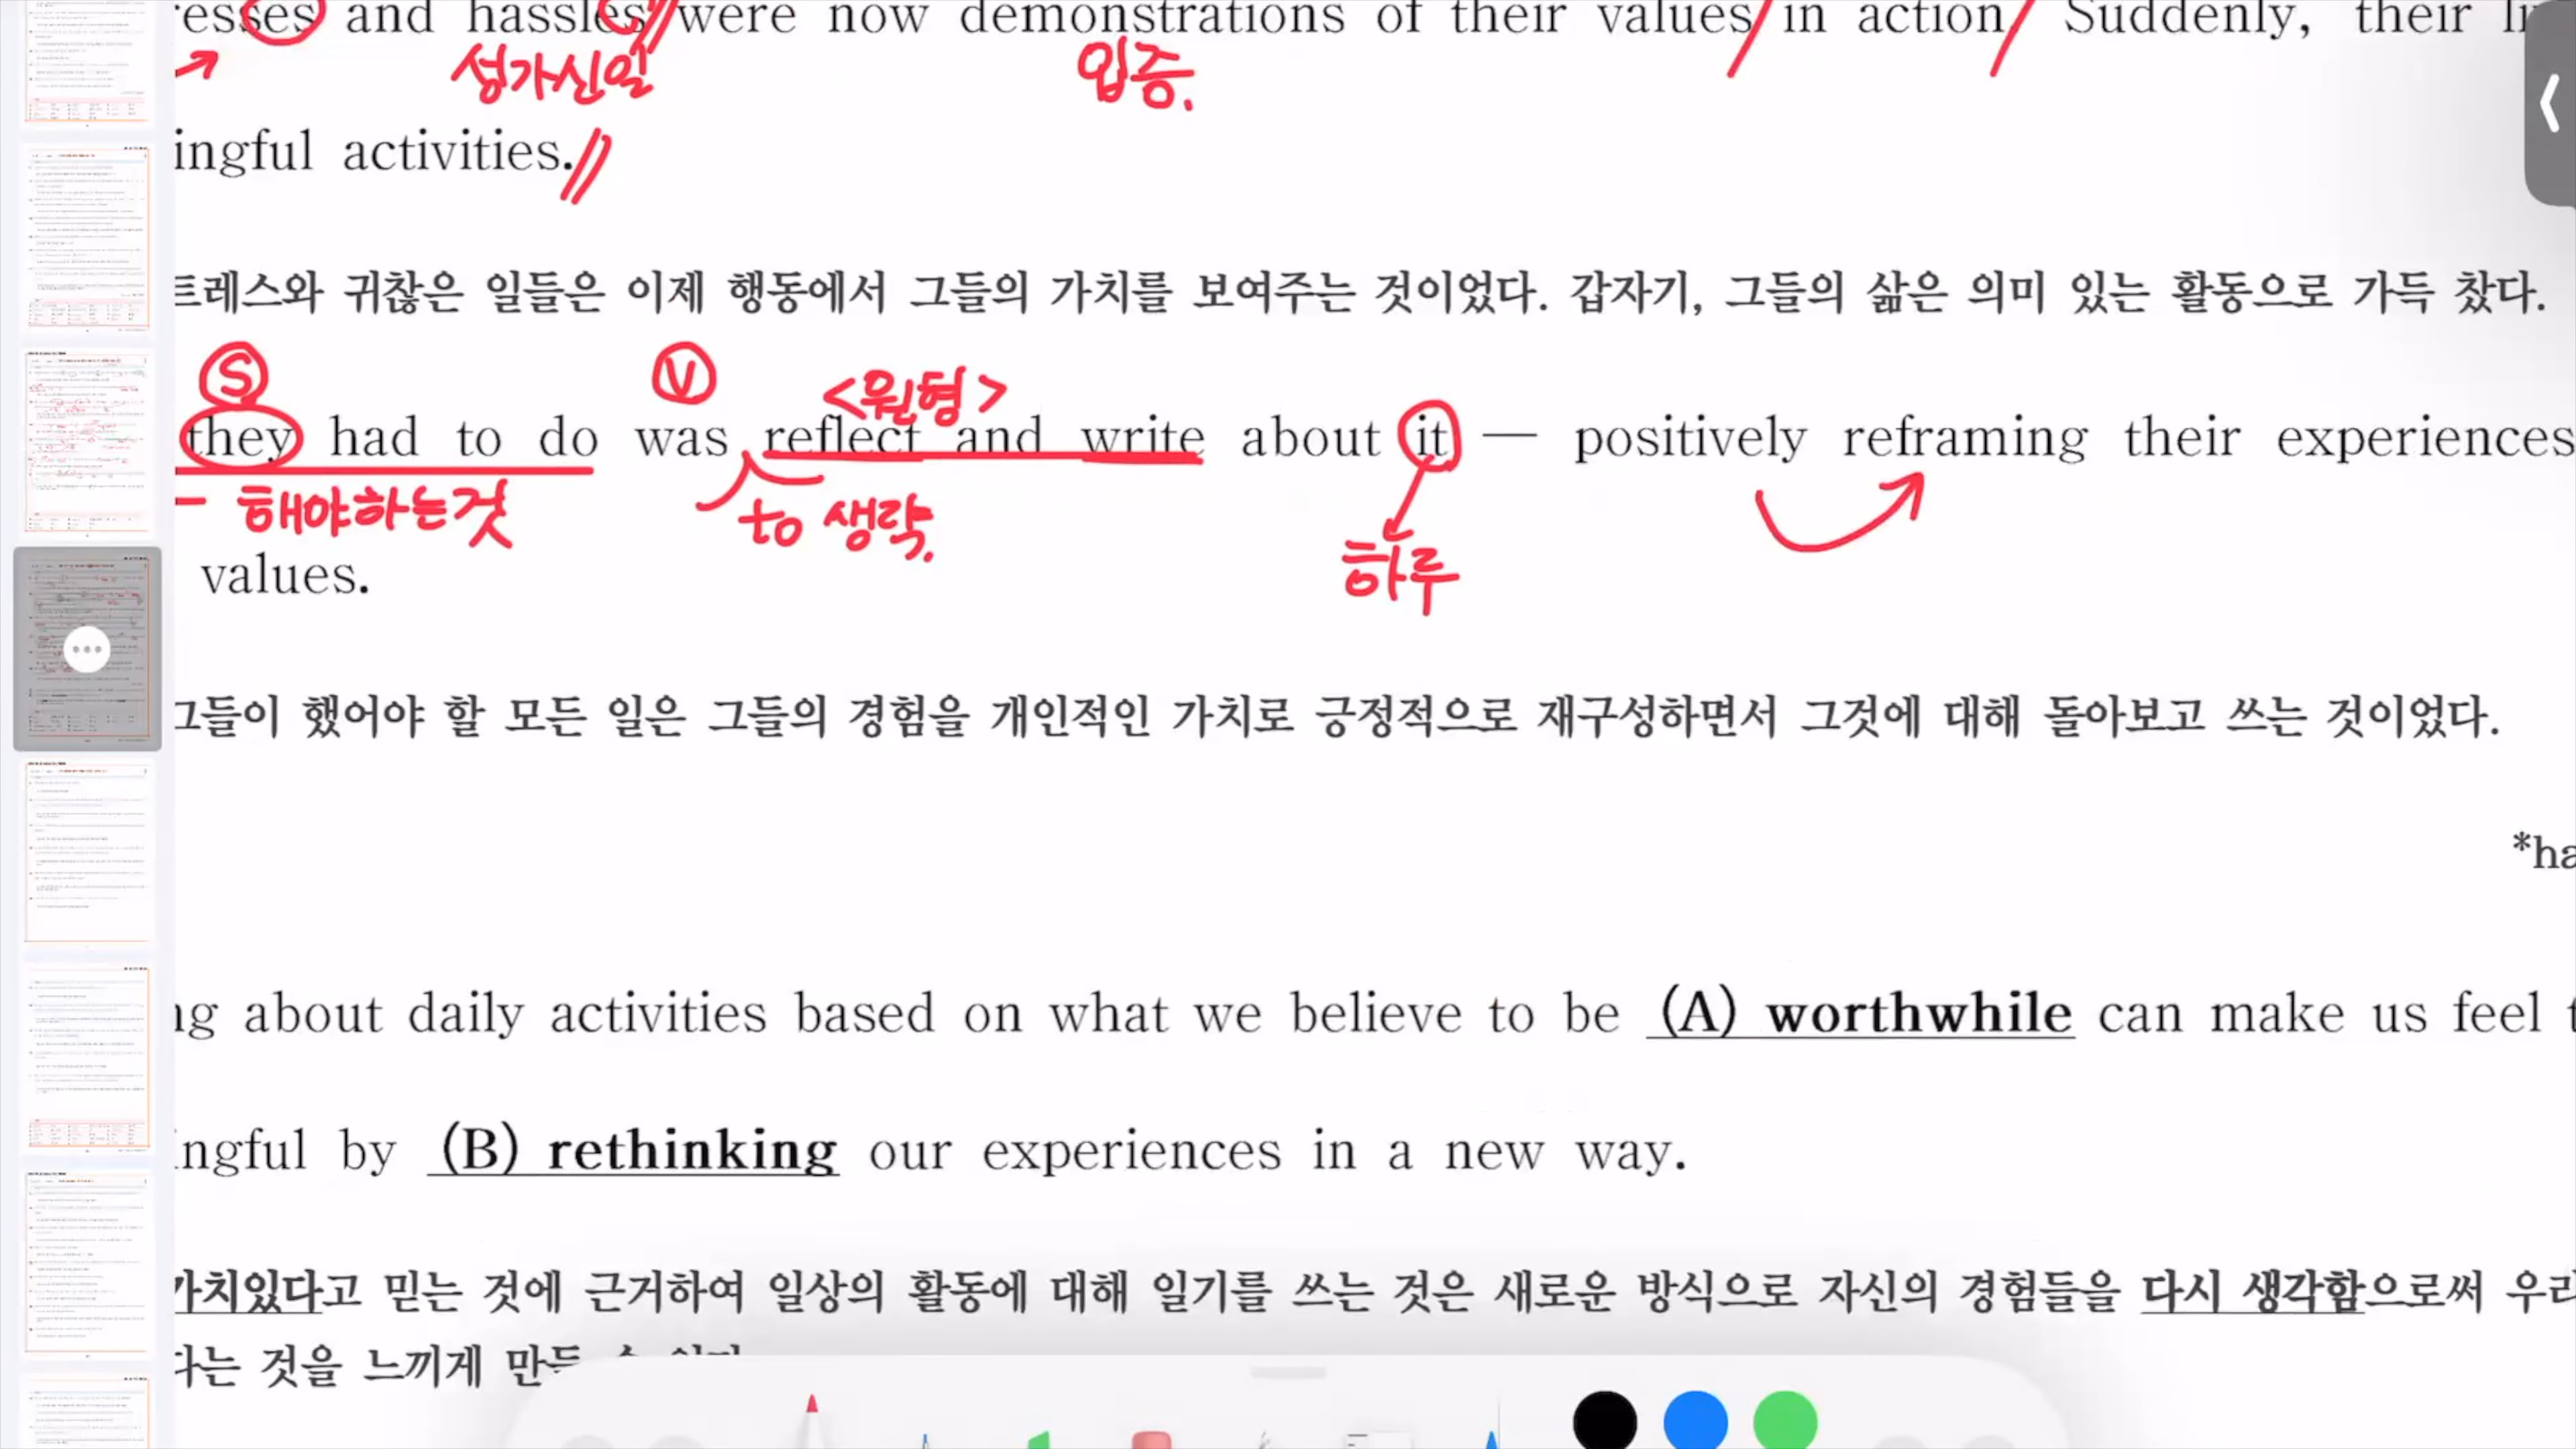 esses and hassles were now demonstrations of their values in action. Suddenly, their li
성가신일 입증.
ingful activities.
트레스와 귀찮은 일들은 이제 행동에서 그들의 가치를 보여주는 것이었다. 갑자기, 그들의 삶은 의미 있는 활동으로 가득 찼다.
S V <원형>
they had to do was reflect and write about it — positively reframing their experiences
해야하는것 to 생략. 하루
values.
그들이 했어야 할 모든 일은 그들의 경험을 개인적인 가치로 긍정적으로 재구성하면서 그것에 대해 돌아보고 쓰는 것이었다.
*ha
ng about daily activities based on what we believe to be (A) worthwhile can make us feel t
ingful by (B) rethinking our experiences in a new way.
가치있다고 믿는 것에 근거하여 일상의 활동에 대해 일기를 쓰는 것은 새로운 방식으로 자신의 경험들을 다시 생각함으로써 우리
다는 것을 느끼게